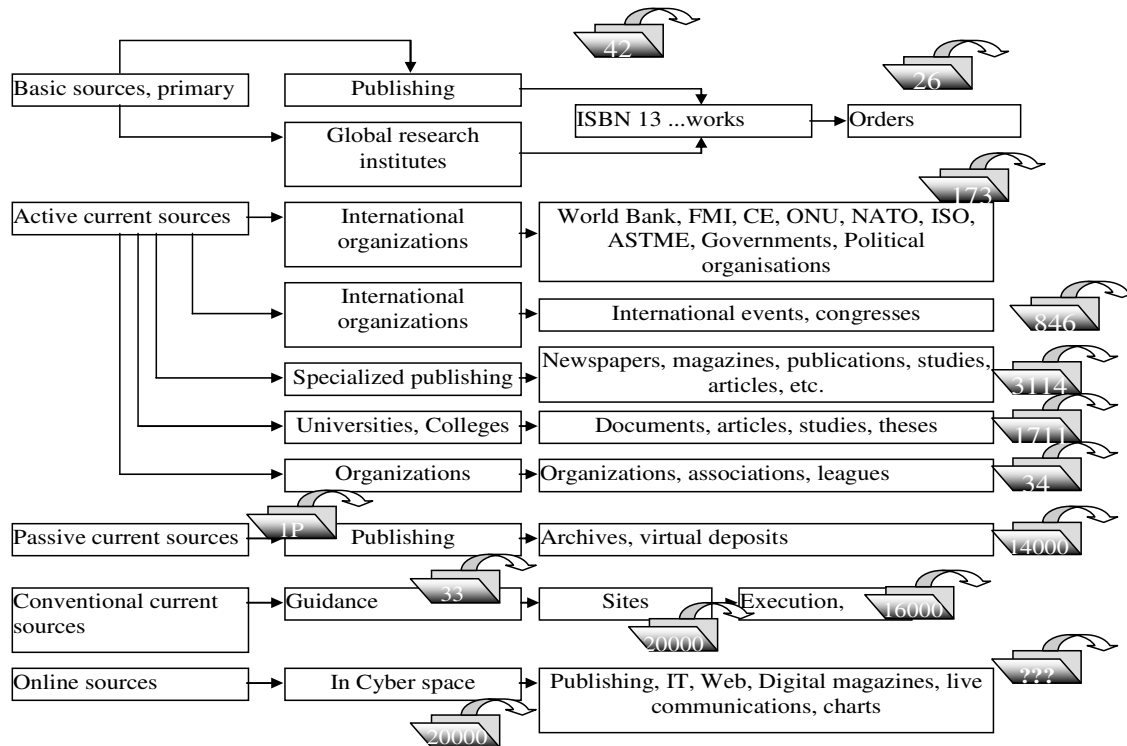 42
26
Basic sources, primary
Publishing
ISBN 13 ...works
Orders
Global research
institutes
173
Active current sources
International
organizations
World Bank, FMI, CE, ONU, NATO, ISO,
ASTME, Governments, Political
organisations
International
organizations
International events, congresses
846
Specialized publishing
Newspapers, magazines, publications, studies,
articles, etc.
3114
Universities, Colleges
Documents, articles, studies, theses
1711
Organizations
Organizations, associations, leagues
34
1P
Passive current sources
Publishing
Archives, virtual deposits
14000
Conventional current
sources
Guidance
33
Sites
20000
Execution,
16000
Online sources
In Cyber space
20000
Publishing, IT, Web, Digital magazines, live
communications, charts
???